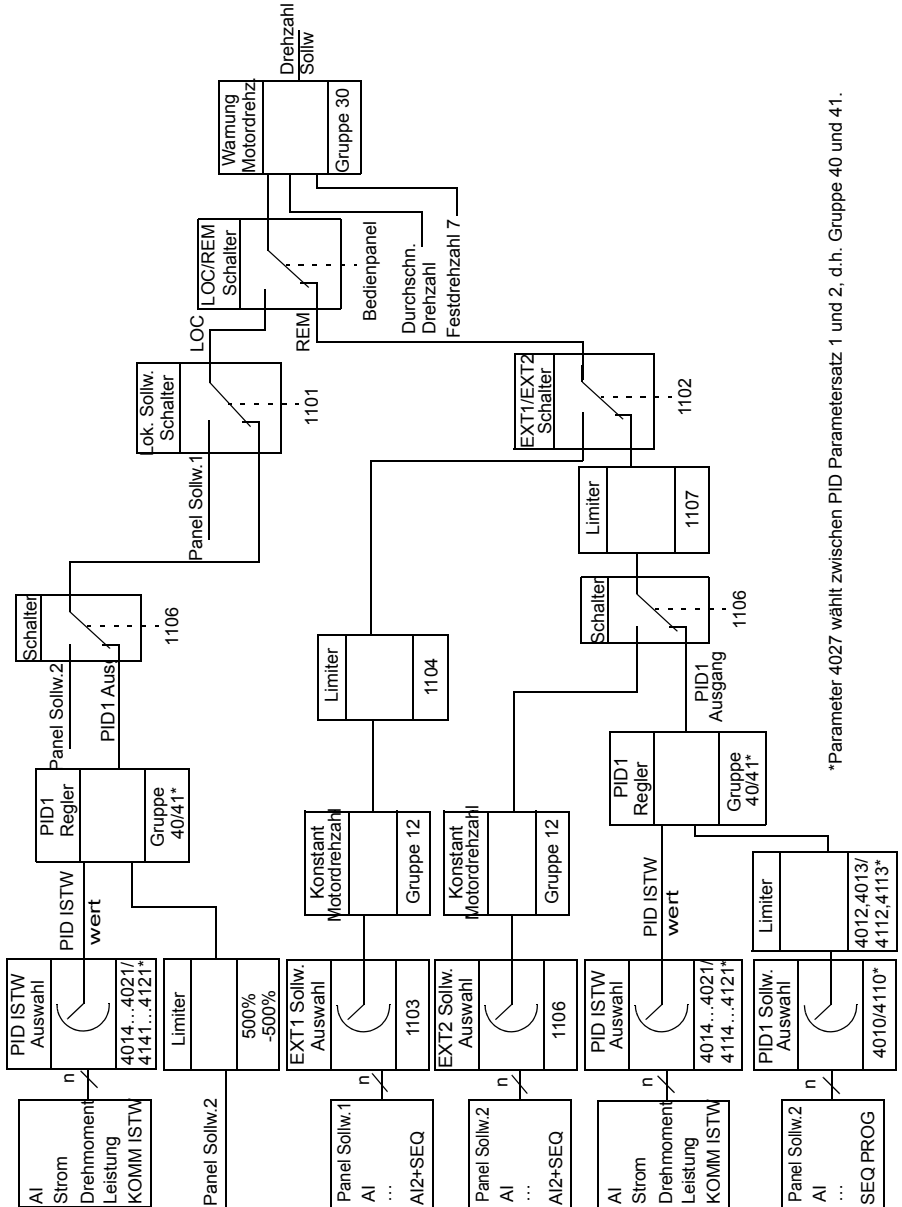 AI
Strom
Drehmoment
Leistung
KOMM ISTW
n
PID ISTW
Auswahl
4014…4021/
4141…4121*
PID ISTW
wert
Panel Sollw.2
Limiter
500%
-500%
PID1
Regler
Gruppe
40/41*
Schalter
Panel Sollw.2
PID1 Aus
1106
Lok. Sollw.
Schalter
Panel Sollw.1
1101
LOC
REM
LOC/REM
Schalter
Bedienpanel
Durchschn.
Drehzahl
Festdrehzahl 7
Warnung
Motordrehz.
Gruppe 30
Drehzahl
Sollw
Panel Sollw.1
AI
…
AI2+SEQ
n
EXT1 Sollw.
Auswahl
1103
Konstant
Motordrehzahl
Gruppe 12
Limiter
1104
EXT1/EXT2
Schalter
1102
Panel Sollw.2
AI
…
AI2+SEQ
n
EXT2 Sollw.
Auswahl
1106
Konstant
Motordrehzahl
Gruppe 12
Schalter
1106
Limiter
1107
AI
Strom
Drehmoment
Leistung
KOMM ISTW
n
PID ISTW
Auswahl
4014…4021/
4114…4121*
PID ISTW
wert
PID1
Regler
Gruppe
40/41*
PID1
Ausgang
Panel Sollw.2
AI
…
SEQ PROG
n
PID1 Sollw.
Auswahl
4010/4110*
Limiter
4012,4013/
4112,4113*
*Parameter 4027 wählt zwischen PID Parametersatz 1 und 2, d.h. Gruppe 40 und 41.